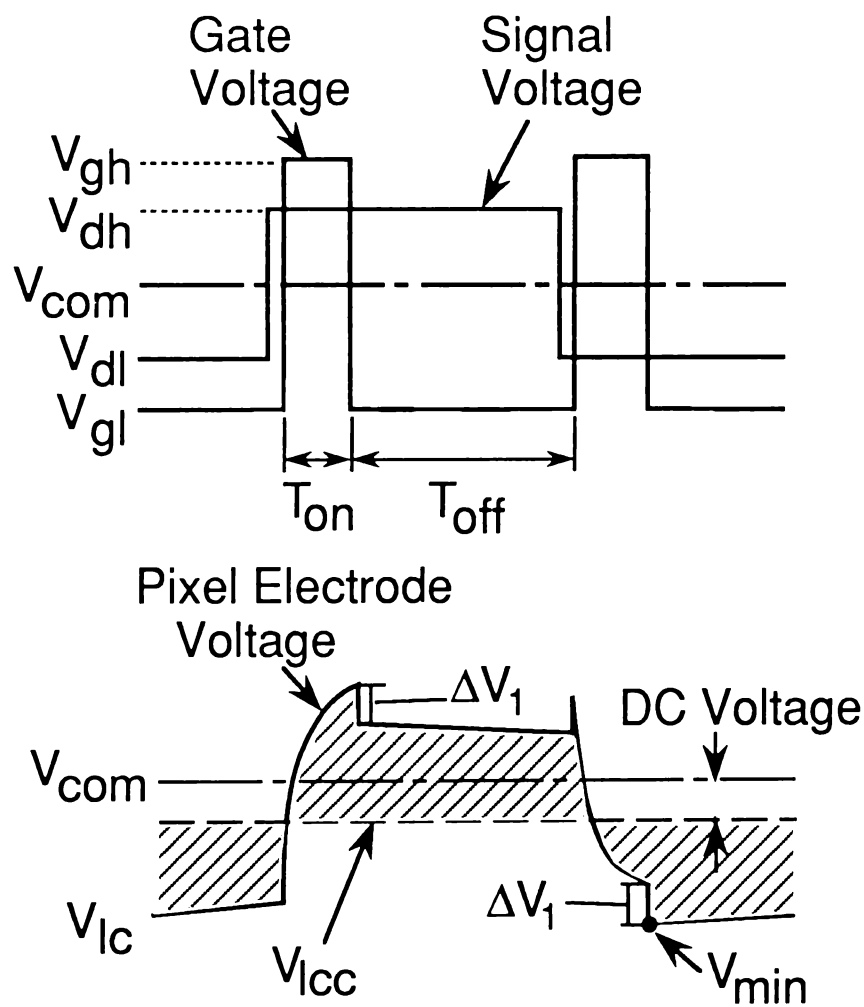 Gate
Voltage
Signal
Voltage
Vgh
Vdh
Vcom
Vdl
Vgl
Ton
Toff
Pixel Electrode
Voltage
ΔV1
DC Voltage
Vcom
Vlc
ΔV1
Vlcc
Vmin